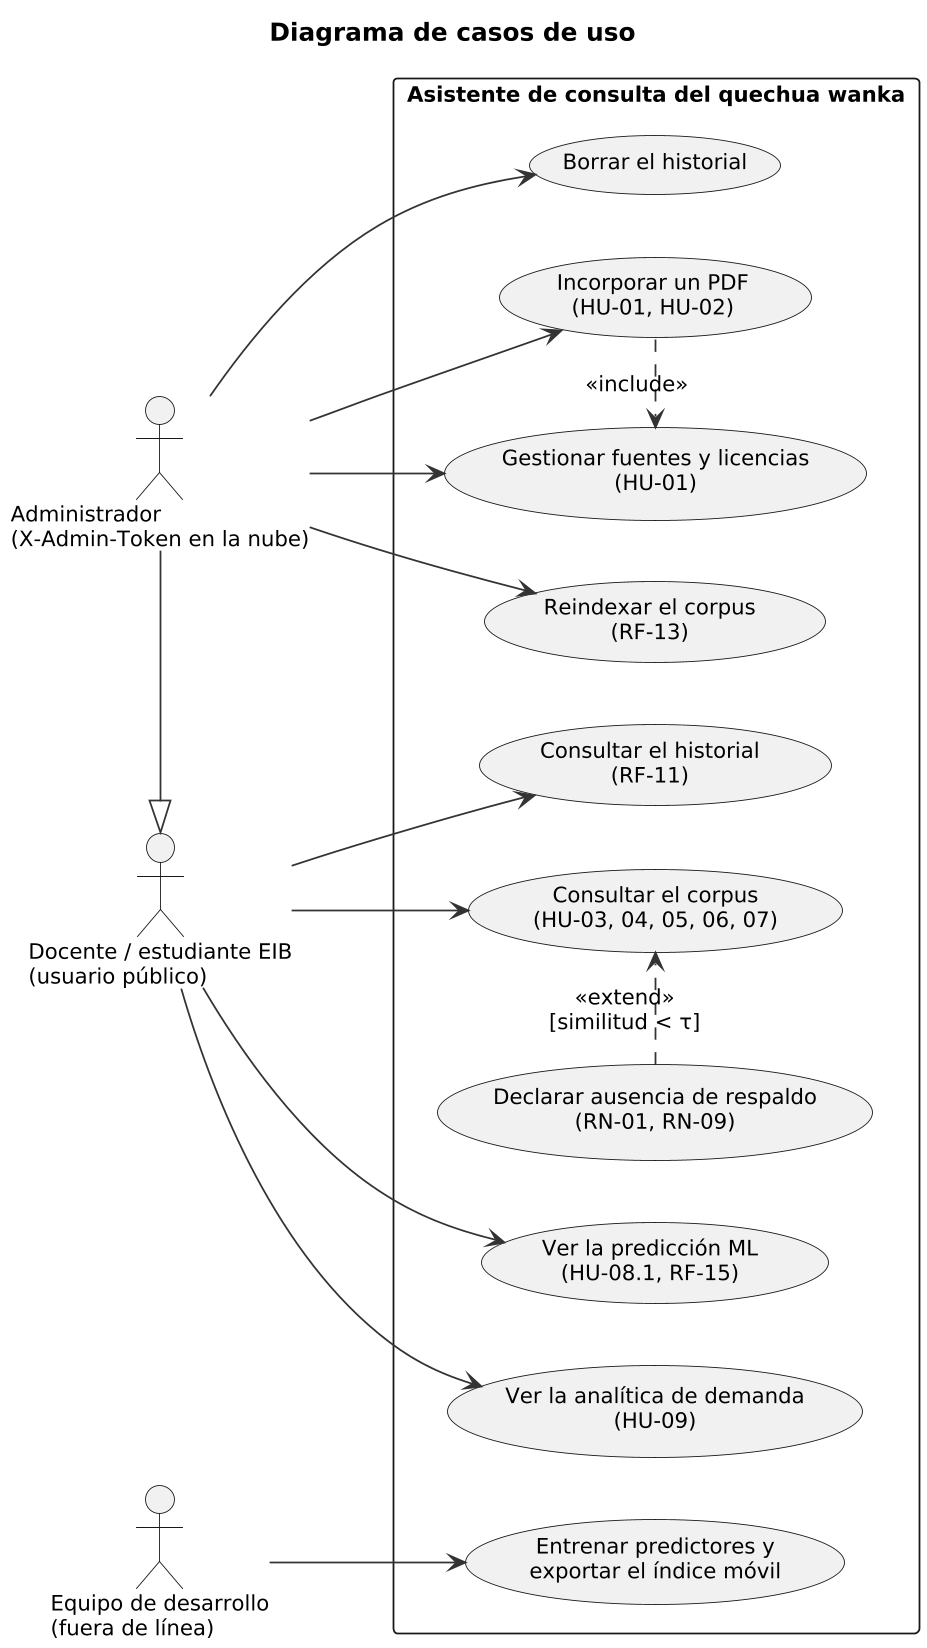 Diagrama de casos de uso
Asistente de consulta del quechua wanka
Borrar el historial
Incorporar un PDF
(HU-01, HU-02)
«include»
Gestionar fuentes y licencias
(HU-01)
Administrador
(X-Admin-Token en la nube)
Reindexar el corpus
(RF-13)
Consultar el historial
(RF-11)
Consultar el corpus
(HU-03, 04, 05, 06, 07)
Docente / estudiante EIB
(usuario público)
«extend»
[similitud < τ]
Declarar ausencia de respaldo
(RN-01, RN-09)
Ver la predicción ML
(HU-08.1, RF-15)
Ver la analítica de demanda
(HU-09)
Entrenar predictores y
exportar el índice móvil
Equipo de desarrollo
(fuera de línea)